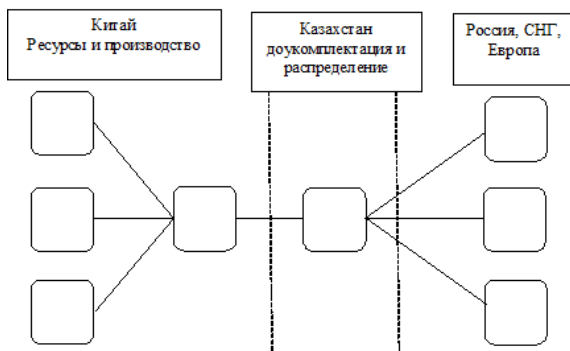 Китай
Ресурсы и производство
Казахстан
доукомплектация и
распределение
Россия, СНГ,
Европа